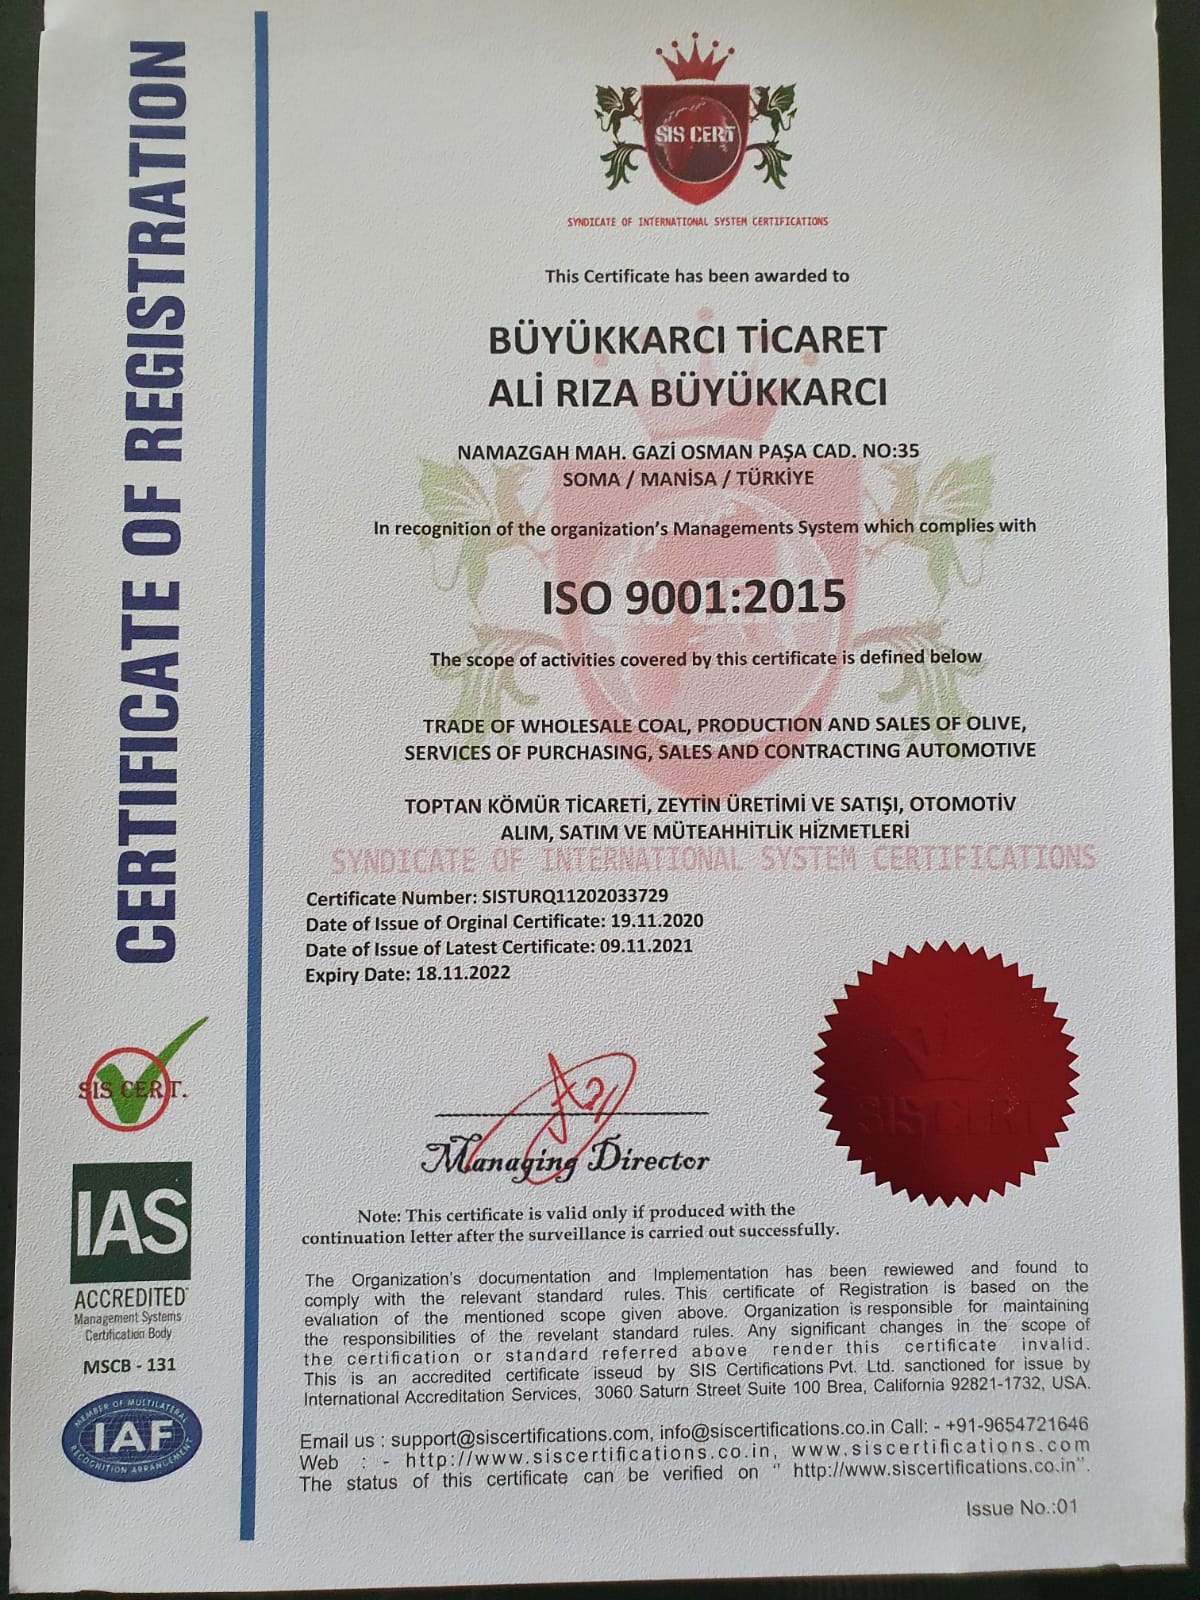 CERTIFICATE OF REGISTRATION
SIS CERT
SYNDICATE OF INTERNATIONAL SYSTEM CERTIFICATIONS
This Certificate has been awarded to
BÜYÜKKARCI TİCARET
ALİ RIZA BÜYÜKKARCI
NAMAZGAH MAH. GAZİ OSMAN PAŞA CAD. NO:35
SOMA / MANİSA / TÜRKİYE
In recognition of the organization's Managements System which complies with
ISO 9001:2015
The scope of activities covered by this certificate is defined below
TRADE OF WHOLESALE COAL, PRODUCTION AND SALES OF OLIVE,
SERVICES OF PURCHASING, SALES AND CONTRACTING AUTOMOTIVE
TOPTAN KÖMÜR TİCARETİ, ZEYTİN ÜRETİMİ VE SATIŞI, OTOMOTİV
ALIM, SATIM VE MÜTEAHHİTLİK HİZMETLERİ
SYNDICATE OF INTERNATIONAL SYSTEM CERTIFICATIONS
Certificate Number: SISTURQ11202033729
Date of Issue of Orginal Certificate: 19.11.2020
Date of Issue of Latest Certificate: 09.11.2021
Expiry Date: 18.11.2022
SIS CERT
Managing Director
Note: This certificate is valid only if produced with the
continuation letter after the surveillance is carried out successfully.
The Organization's documentation and Implementation has been rewiewed and found to
comply with the relevant standard rules. This certificate of Registration is based on the
evaliation of the mentioned scope given above. Organization is responsible for maintaining
the responsibilities of the revelant standard rules. Any significant changes in the scope of
the certification or standard referred above render this certificate invalid.
This is an accredited certificate isseud by SIS Certifications Pvt. Ltd. sanctioned for issue by
International Accreditation Services, 3060 Saturn Street Suite 100 Brea, California 92821-1732, USA.
Email us : support@siscertifications.com, info@siscertifications.co.in Call: - +91-9654721646
Web : - http://www.siscertifications.co.in, www.siscertifications.com
The status of this certificate can be verified on " http://www.siscertifications.co.in".
Issue No.:01
SIS CERT.
IAS
ACCREDITED
Management Systems
Certification Body
MSCB - 131
MEMBER OF MULTILATERAL
IAF
RECOGNITION ARRANGEMENT